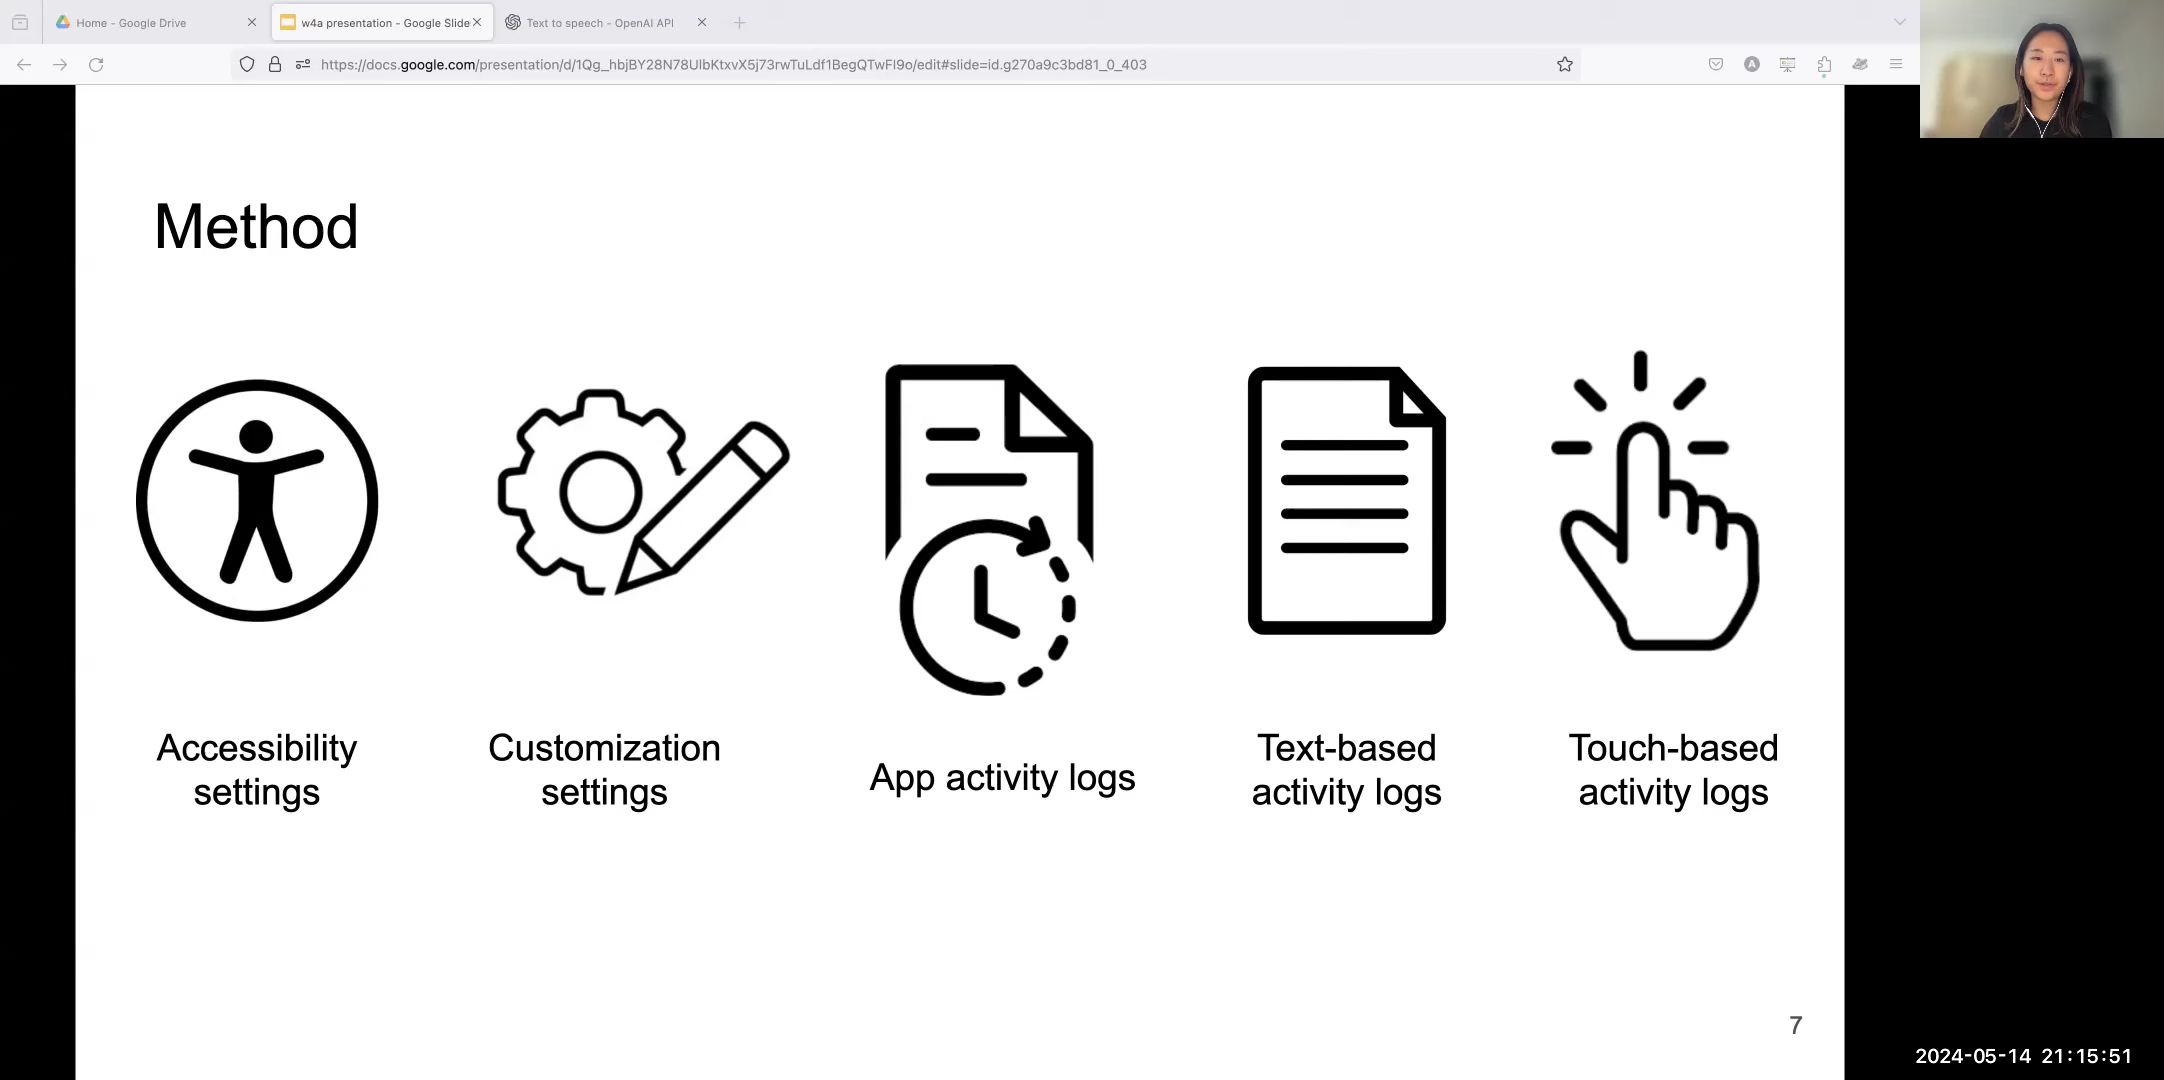 Home - Google Drive
w4a presentation - Google Slide
Text to speech - OpenAI API
https://docs.google.com/presentation/d/1Qg_hbjBY28N78UlbKtxvX5j73rwTuLdf1BegQTwFI9o/edit#slide=id.g270a9c3bd81_0_403
A
Method
Accessibility
settings
Customization
settings
App activity logs
Text-based
activity logs
Touch-based
activity logs
7
2024-05-14 21:15:51